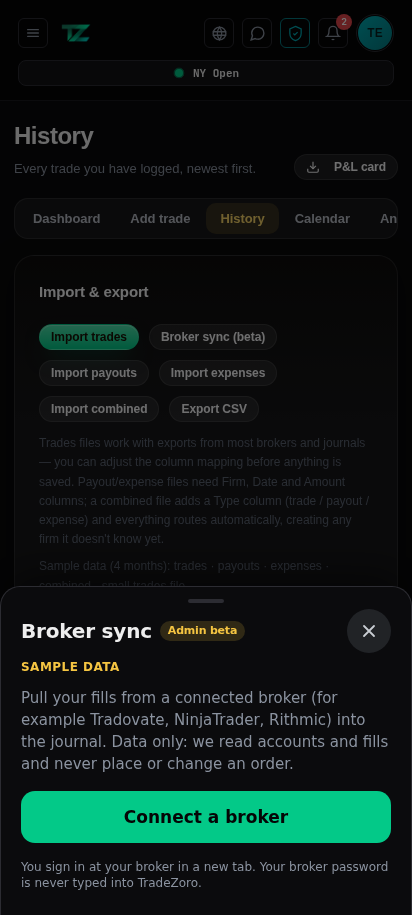 TZ
2
TE
NY Open
History
Every trade you have logged, newest first.
P&L card
Dashboard
Add trade
History
Calendar
An
Import & export
Import trades
Broker sync (beta)
Import payouts
Import expenses
Import combined
Export CSV
Trades files work with exports from most brokers and journals
— you can adjust the column mapping before anything is
saved. Payout/expense files need Firm, Date and Amount
columns; a combined file adds a Type column (trade / payout /
expense) and everything routes automatically, creating any
firm it doesn't know yet.
Sample data (4 months): trades · payouts · expenses ·
combined · small trades file
Broker sync
Admin beta
SAMPLE DATA
Pull your fills from a connected broker (for
example Tradovate, NinjaTrader, Rithmic) into
the journal. Data only: we read accounts and fills
and never place or change an order.
Connect a broker
You sign in at your broker in a new tab. Your broker password
is never typed into TradeZoro.